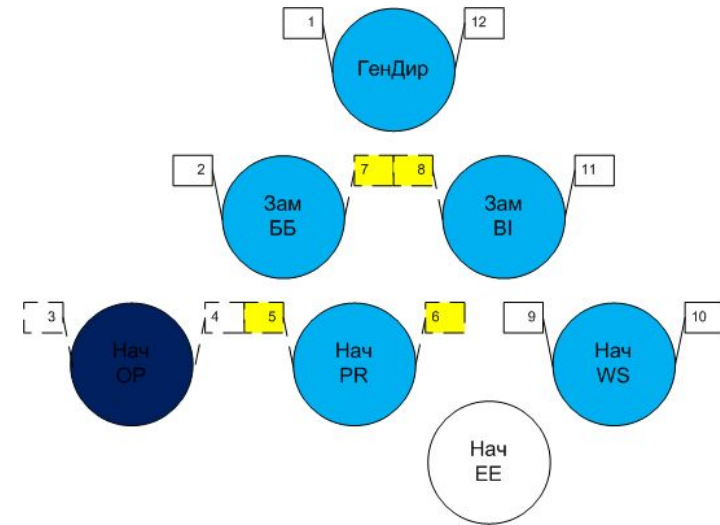 1 12
ГенДир
2 7 8 11
Зам
ББ
Зам
BI
3 4 5 6 9 10
Нач
OP
Нач
PR
Нач
WS
Нач
EE